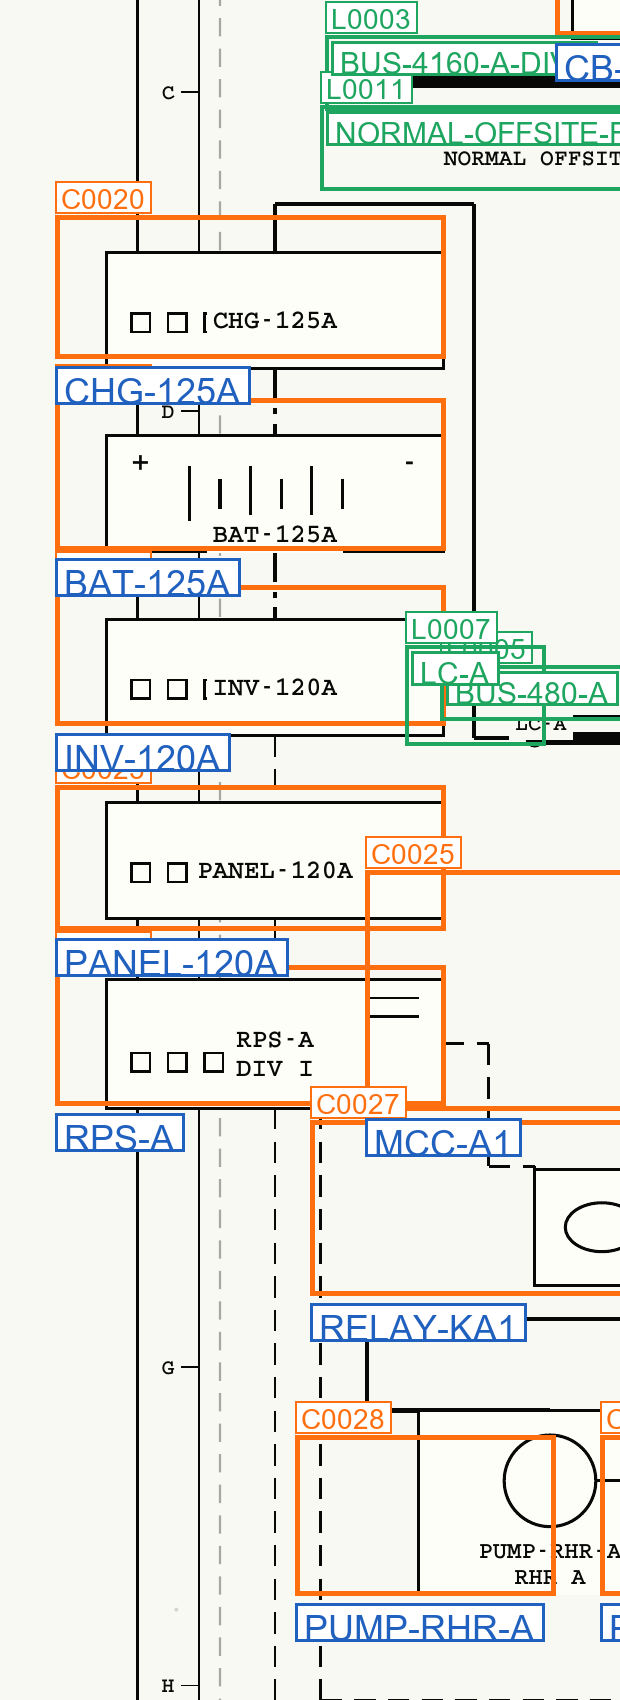 L0003
BUS-4160-A-DIV
CB-
L0011
C
NORMAL-OFFSITE-
NORMAL OFFSIT
C0020
CHG-125A
CHG-125A
D
+ -
BAT-125A
BAT-125A
L0007
INV-120A
LC-A
BUS-480-A
LC-A
INV-120A
C0025
PANEL-120A
PANEL-120A
RPS-A
DIV I
C0027
RPS-A
MCC-A1
RELAY-KA1
G
C0028
PUMP-RHR-A
RHR A
PUMP-RHR-A
H